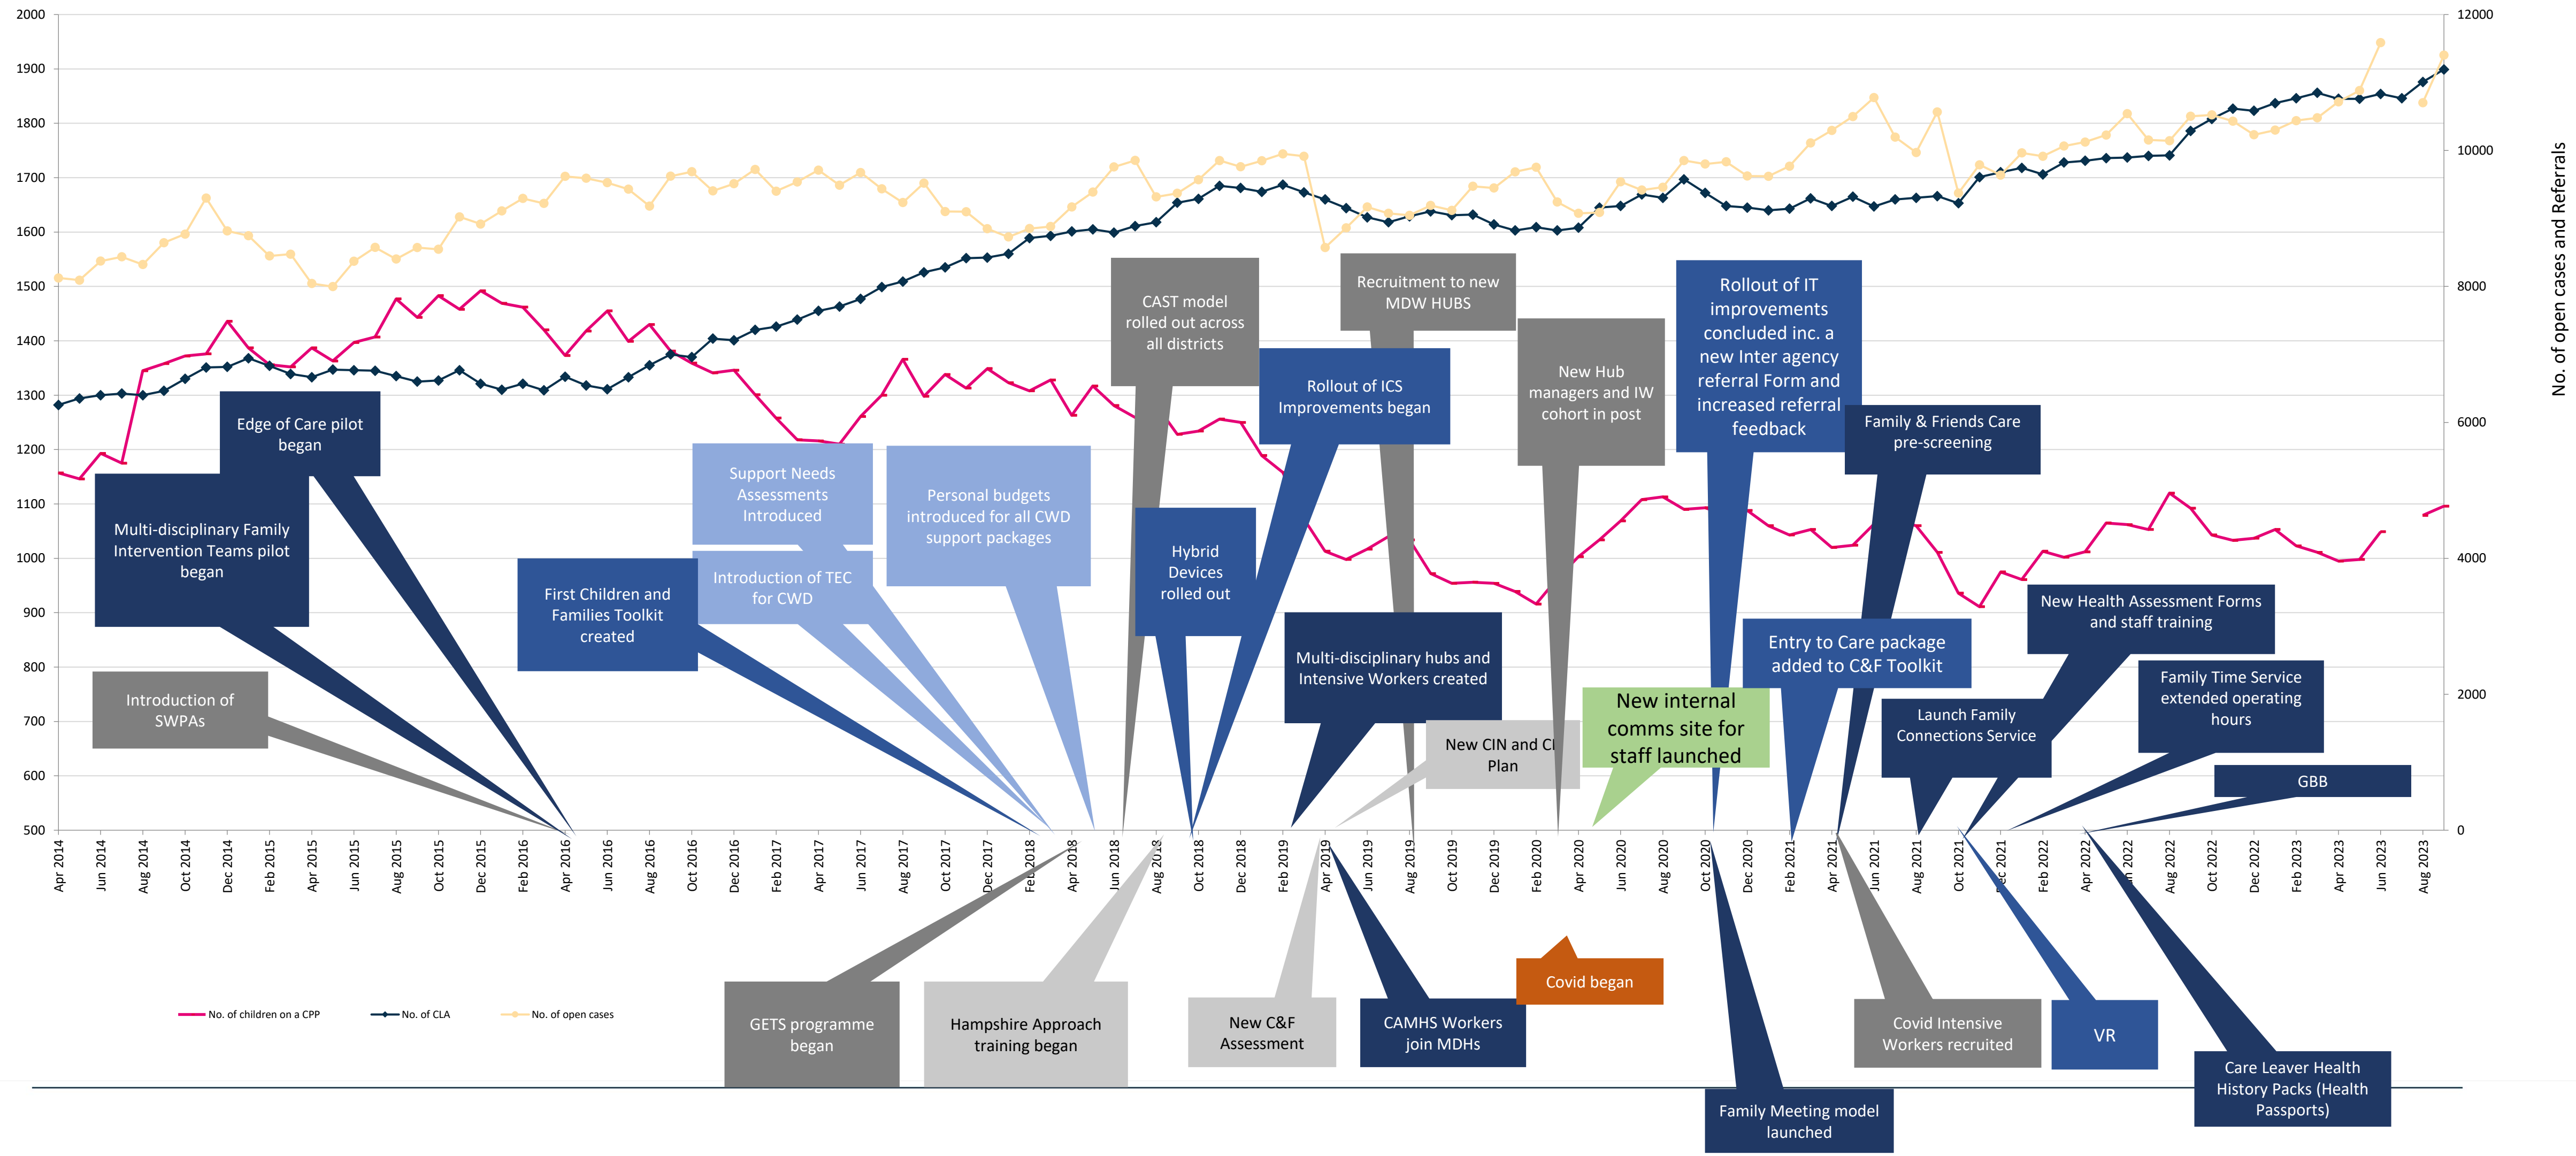 2000
1900
1800
1700
1600
1500
1400
1300
1200
1100
1000
900
800
700
600
500
12000
10000
8000
6000
4000
2000
0
No. of open cases and Referrals
Edge of Care pilot
began
Multi-disciplinary Family
Intervention Teams pilot
began
Introduction of
SWPAs
First Children and
Families Toolkit
created
Support Needs
Assessments
Introduced
Introduction of TEC
for CWD
Personal budgets
introduced for all CWD
support packages
CAST model
rolled out across
all districts
Hybrid
Devices
rolled out
Rollout of ICS
Improvements began
Recruitment to new
MDW HUBS
Multi-disciplinary hubs and
Intensive Workers created
New CIN and
Plan
New Hub
managers and IW
cohort in post
New internal
comms site for
staff launched
Rollout of IT
improvements
concluded inc. a
new Inter agency
referral Form and
increased referral
feedback
Entry to Care package
added to C&F Toolkit
Family & Friends Care
pre-screening
Launch Family
Connections Service
New Health Assessment Forms
and staff training
Family Time Service
extended operating
hours
GBB
Apr 2014
Jun 2014
Aug 2014
Oct 2014
Dec 2014
Feb 2015
Apr 2015
Jun 2015
Aug 2015
Oct 2015
Dec 2015
Feb 2016
Apr 2016
Jun 2016
Aug 2016
Oct 2016
Dec 2016
Feb 2017
Apr 2017
Jun 2017
Aug 2017
Oct 2017
Dec 2017
Feb 2018
Apr 2018
Jun 2018
Aug 2018
Oct 2018
Dec 2018
Feb 2019
Apr 2019
Jun 2019
Aug 2019
Oct 2019
Dec 2019
Feb 2020
Apr 2020
Jun 2020
Aug 2020
Oct 2020
Dec 2020
Feb 2021
Apr 2021
Jun 2021
Aug 2021
Oct 2021
Dec 2021
Feb 2022
Apr 2022
Jun 2022
Aug 2022
Oct 2022
Dec 2022
Feb 2023
Apr 2023
Jun 2023
Aug 2023
No. of children on a CPP
No. of CLA
No. of open cases
GETS programme
began
Hampshire Approach
training began
New C&F
Assessment
CAMHS Workers
join MDHs
Covid began
Family Meeting model
launched
Covid Intensive
Workers recruited
VR
Care Leaver Health
History Packs (Health
Passports)